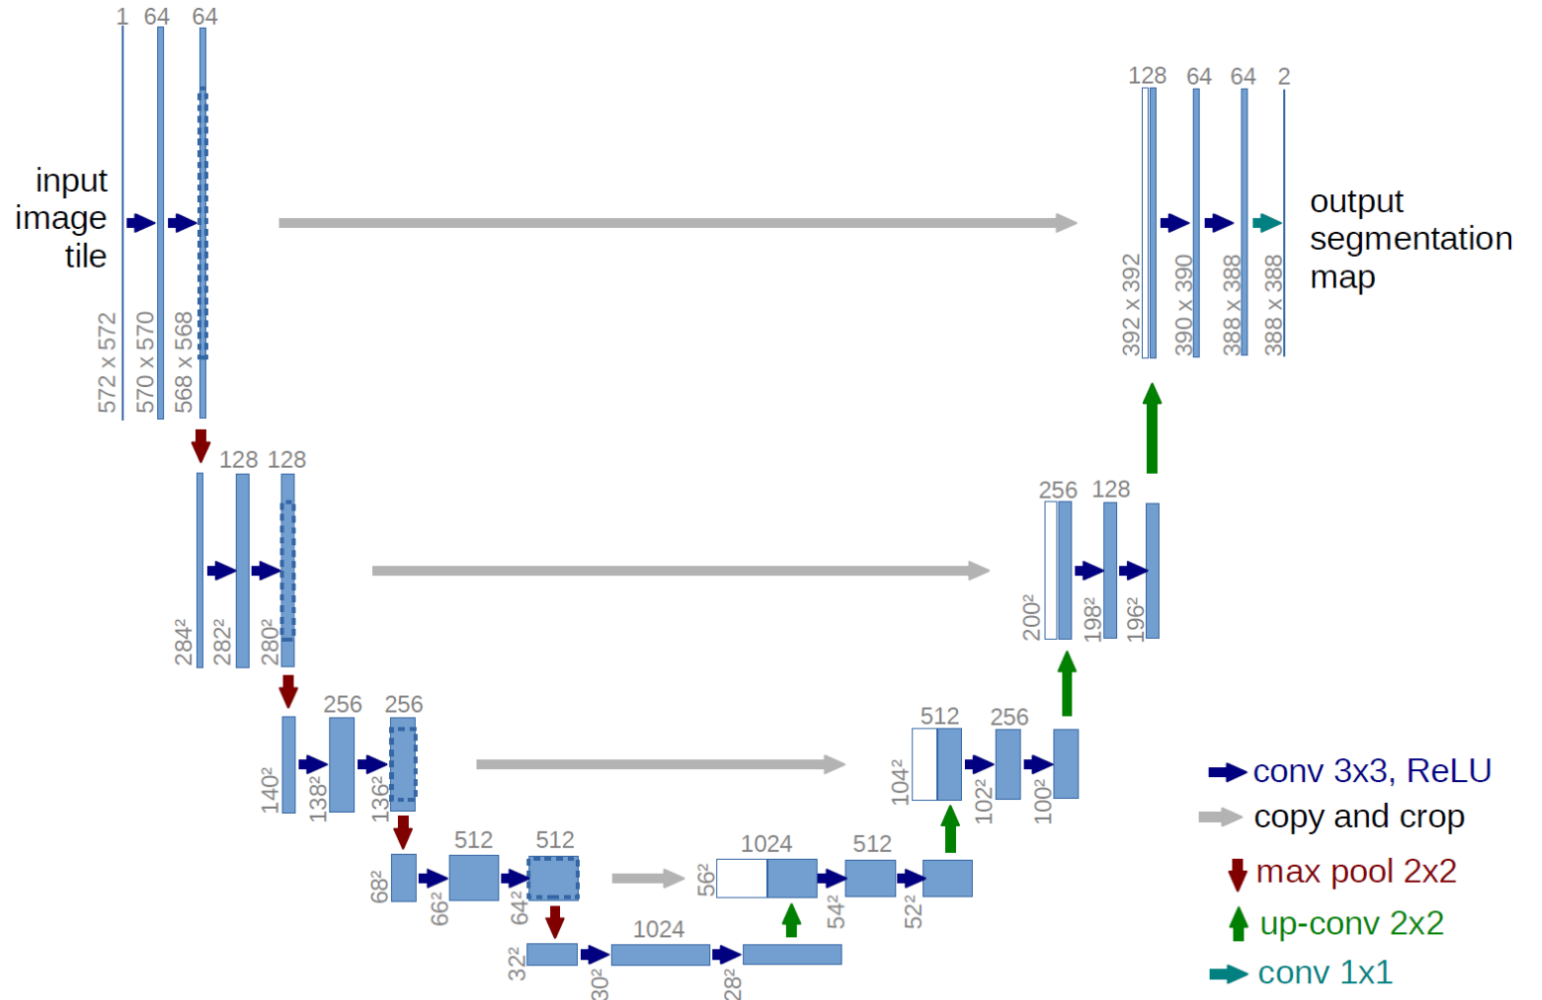 1 64 64
input
image
tile
572 x 572
570 x 570
568 x 568
128 64 64 2
392 x 392
390 x 390
388 x 388
388 x 388
output
segmentation
map
128 128
284²
282²
280²
256 128
200²
198²
196²
256 256
140²
138²
136²
512 256
104²
102²
100²
512 512
68²
66²
64²
1024 512
56²
54²
52²
1024
32²
30²
28²
conv 3x3, ReLU
copy and crop
max pool 2x2
up-conv 2x2
conv 1x1